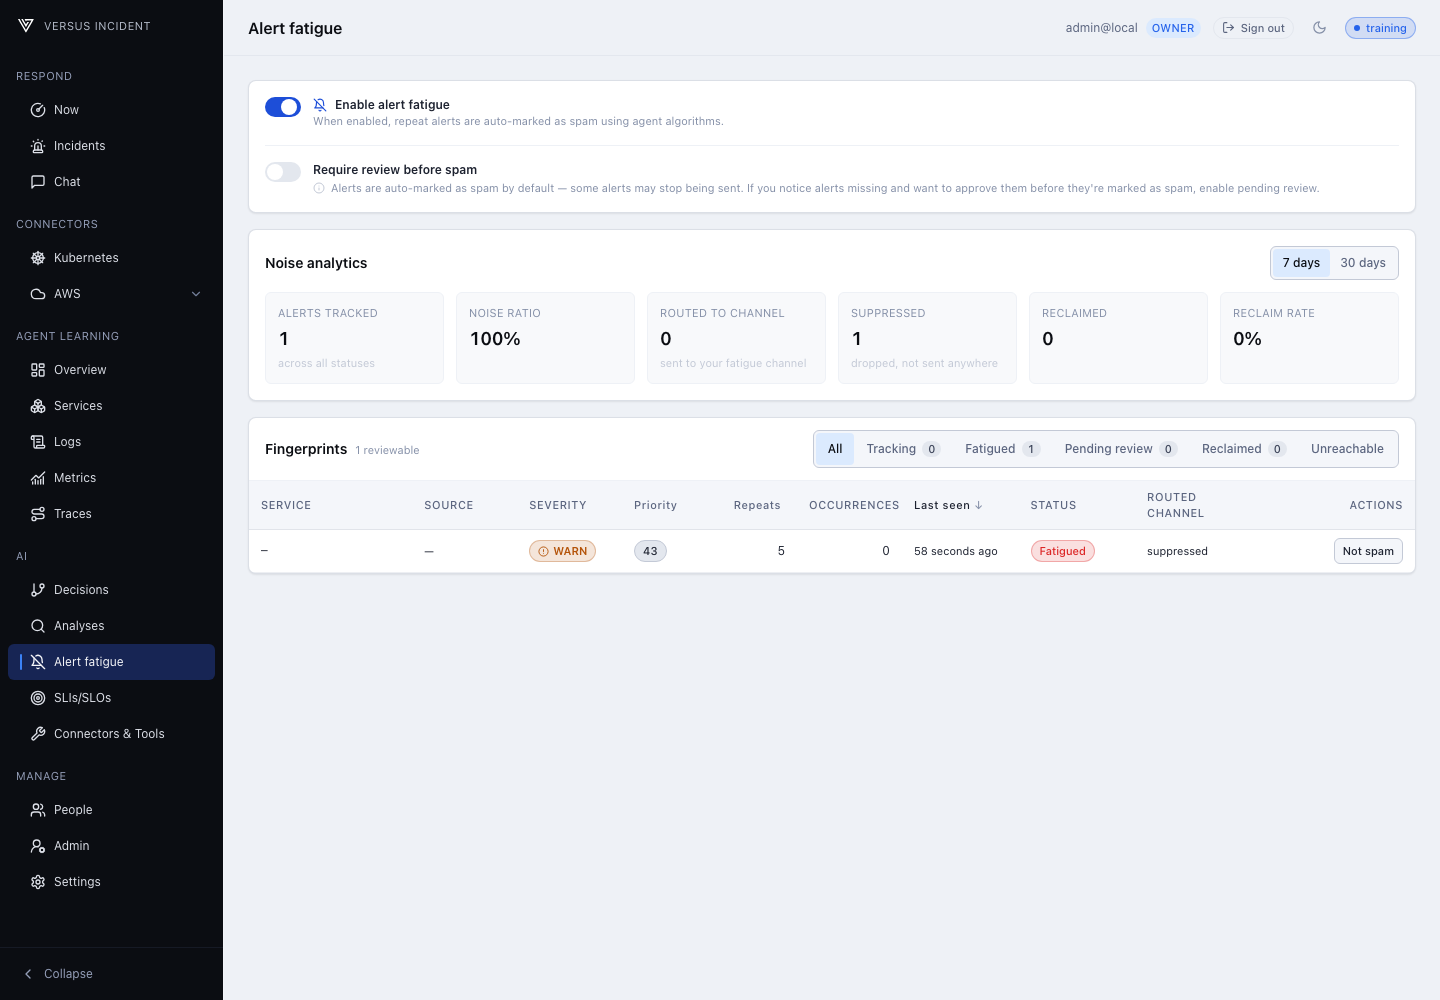 VERSUS INCIDENT
RESPOND
Now
Incidents
Chat
CONNECTORS
Kubernetes
AWS
AGENT LEARNING
Overview
Services
Logs
Metrics
Traces
AI
Decisions
Analyses
Alert fatigue
SLIs/SLOs
Connectors & Tools
MANAGE
People
Admin
Settings
Collapse
Alert fatigue
admin@local OWNER Sign out training
Enable alert fatigue
When enabled, repeat alerts are auto-marked as spam using agent algorithms.
Require review before spam
Alerts are auto-marked as spam by default — some alerts may stop being sent. If you notice alerts missing and want to approve them before they're marked as spam, enable pending review.
Noise analytics
7 days 30 days
ALERTS TRACKED
1
across all statuses
NOISE RATIO
100%
ROUTED TO CHANNEL
0
sent to your fatigue channel
SUPPRESSED
1
dropped, not sent anywhere
RECLAIMED
0
RECLAIM RATE
0%
Fingerprints 1 reviewable
All Tracking 0 Fatigued 1 Pending review 0 Reclaimed 0 Unreachable
SERVICE SOURCE SEVERITY Priority Repeats OCCURRENCES Last seen ↓ STATUS ROUTED CHANNEL ACTIONS
— — WARN 43 5 0 58 seconds ago Fatigued suppressed Not spam